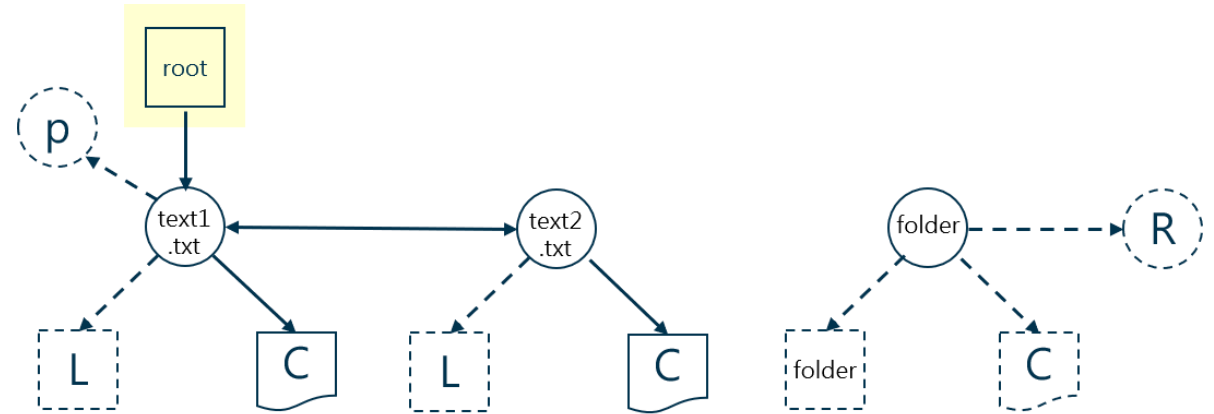 root
p
text1
.txt
text2
.txt
folder
R
L
C
L
C
folder
C